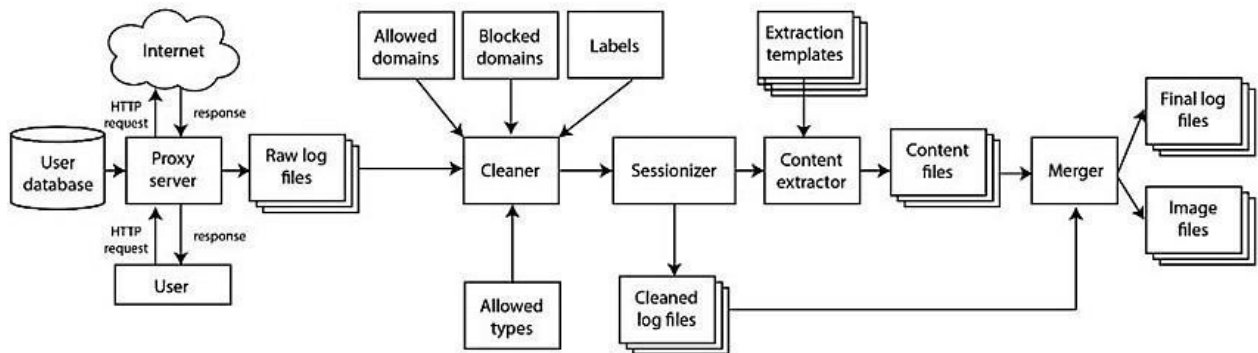 Internet
HTTP
request
response
User
database
Proxy
server
HTTP
request
response
User
Raw log
files
Allowed
domains
Blocked
domains
Labels
Cleaner
Allowed
types
Sessionizer
Cleaned
log files
Extraction
templates
Content
extractor
Content
files
Merger
Final log
files
Image
files